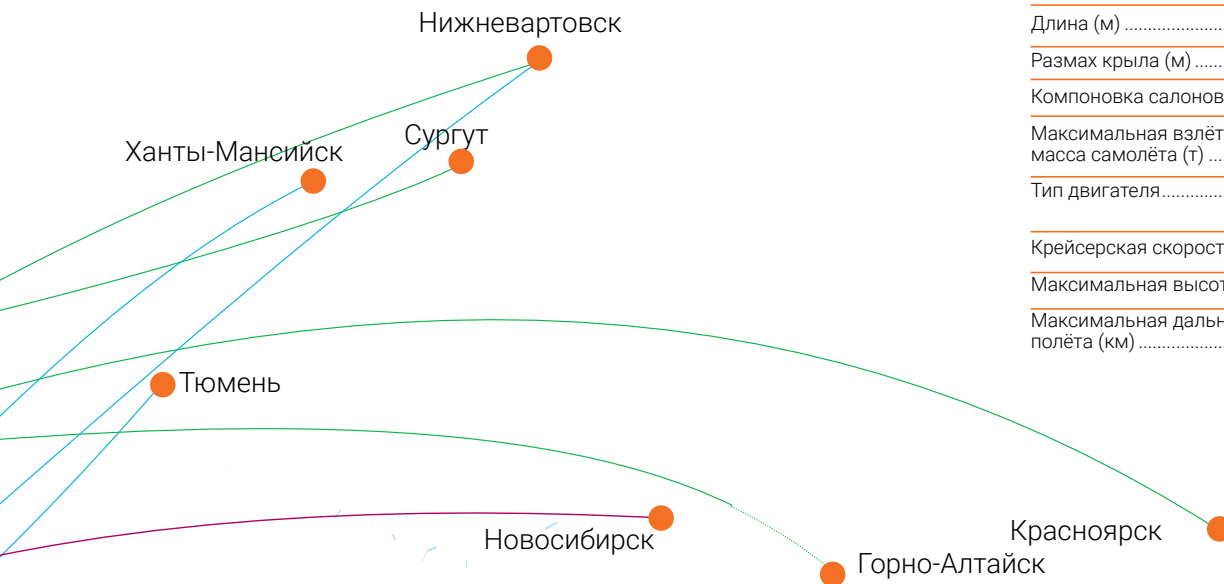 Нижневартовск
Сургут
Ханты-Мансийск
Тюмень
Новосибирск
Горно-Алтайск
Красноярск
Длина (м)
Размах крыла (м)
Компоновка салонов
Максимальная взлёт
масса самолёта (т)
Тип двигателя
Крейсерская скорост
Максимальная высот
Максимальная дальн
полёта (км)